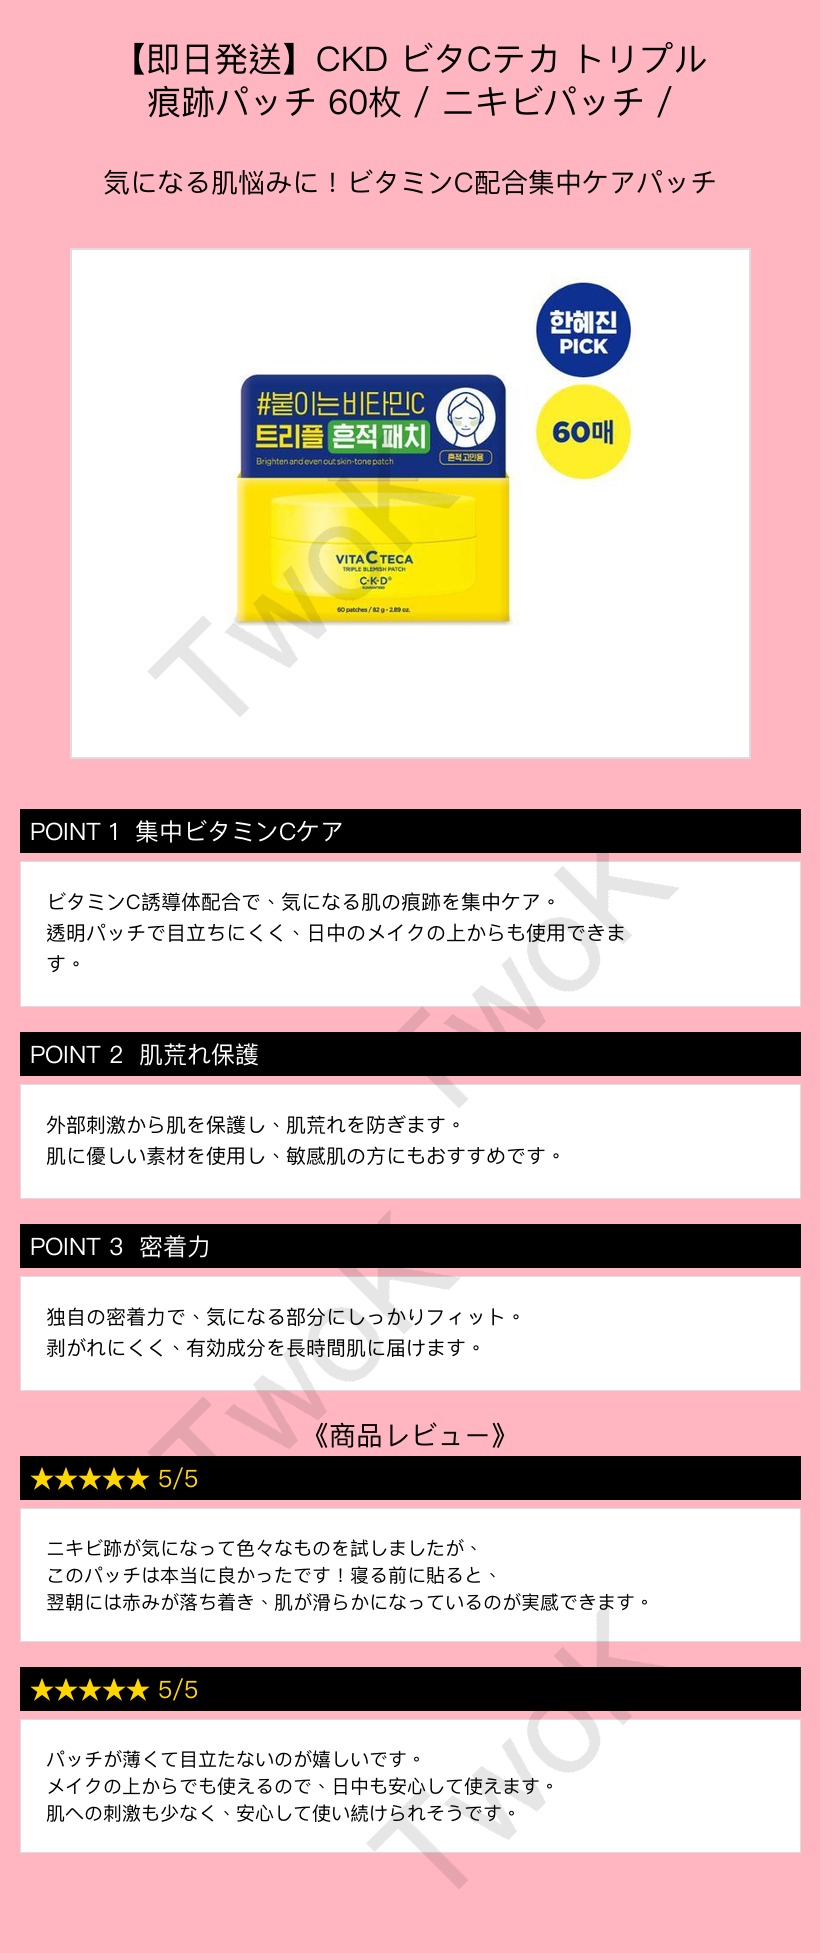 【即日発送】CKD ビタCテカ トリプル
痕跡パッチ 60枚 / ニキビパッチ /
気になる肌悩みに！ビタミンC配合集中ケアパッチ
한혜진
PICK
60매
#붙이는 비타민C
트리플 흔적 패치
Brighten and even out skin-tone patch
흔적 고민용
VITA C TECA
TRIPLE BLEMISH PATCH
C·K·D®
GUARANTEED
60 patches / 82 g - 2.89 oz.
TwoK
POINT 1 集中ビタミンCケア
ビタミンC誘導体配合で、気になる肌の痕跡を集中ケア。
透明パッチで目立ちにくく、日中のメイクの上からも使用できま
す。
TwoK
POINT 2 肌荒れ保護
外部刺激から肌を保護し、肌荒れを防ぎます。
肌に優しい素材を使用し、敏感肌の方にもおすすめです。
POINT 3 密着力
独自の密着力で、気になる部分にしっかりフィット。
剥がれにくく、有効成分を長時間肌に届けます。
TwoK
《商品レビュー》
★★★★★ 5/5
ニキビ跡が気になって色々なものを試しましたが、
このパッチは本当に良かったです！寝る前に貼ると、
翌朝には赤みが落ち着き、肌が滑らかになっているのが実感できます。
★★★★★ 5/5
パッチが薄くて目立たないのが嬉しいです。
メイクの上からでも使えるので、日中も安心して使えます。
肌への刺激も少なく、安心して使い続けられそうです。
TwoK